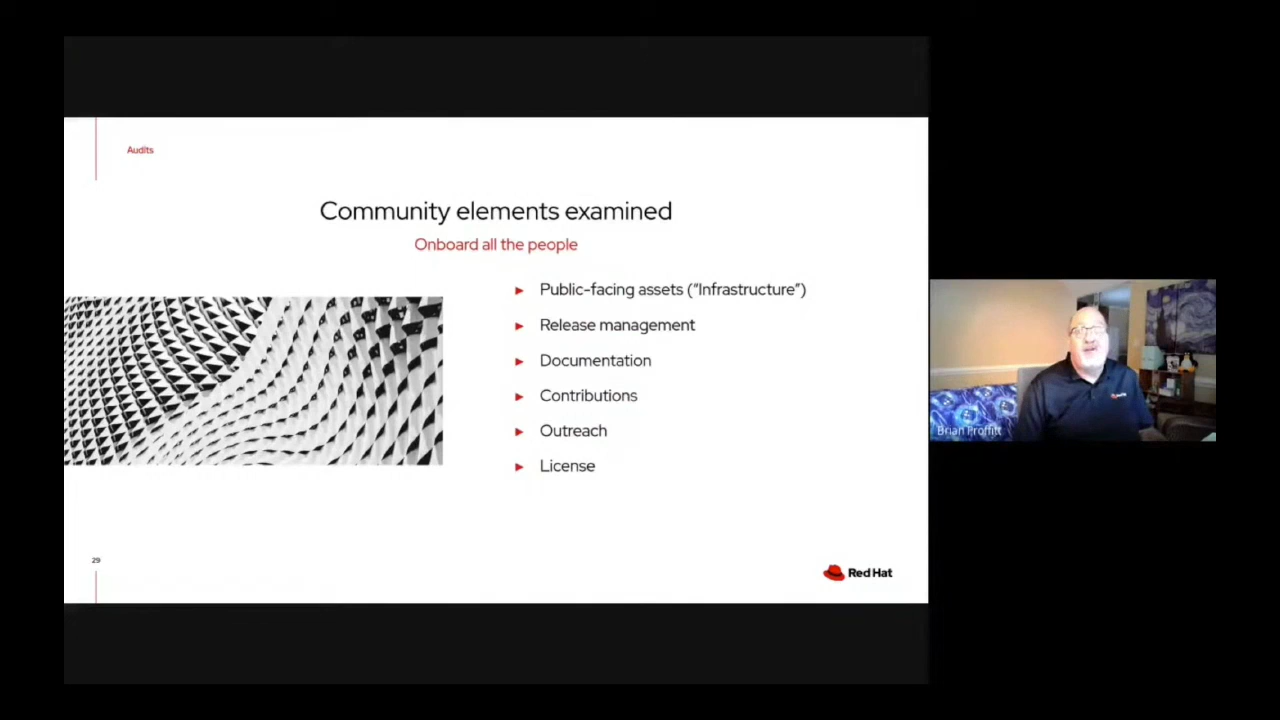 Audits
Community elements examined
Onboard all the people
► Public-facing assets (“Infrastructure”)
► Release management
► Documentation
► Contributions
► Outreach
► License
29
Red Hat
Brian Proffitt